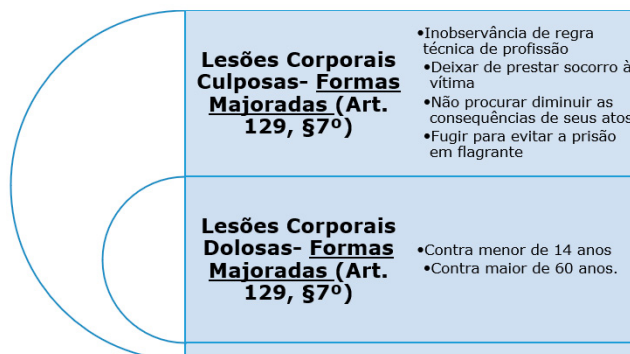 Lesões Corporais
Culposas- Formas
Majoradas (Art.
129, §7º)
•Inobservância de regra
técnica de profissão
•Deixar de prestar socorro à
vítima
•Não procurar diminuir as
consequências de seus atos
•Fugir para evitar a prisão
em flagrante
Lesões Corporais
Dolosas- Formas
Majoradas (Art.
129, §7º)
•Contra menor de 14 anos
•Contra maior de 60 anos.